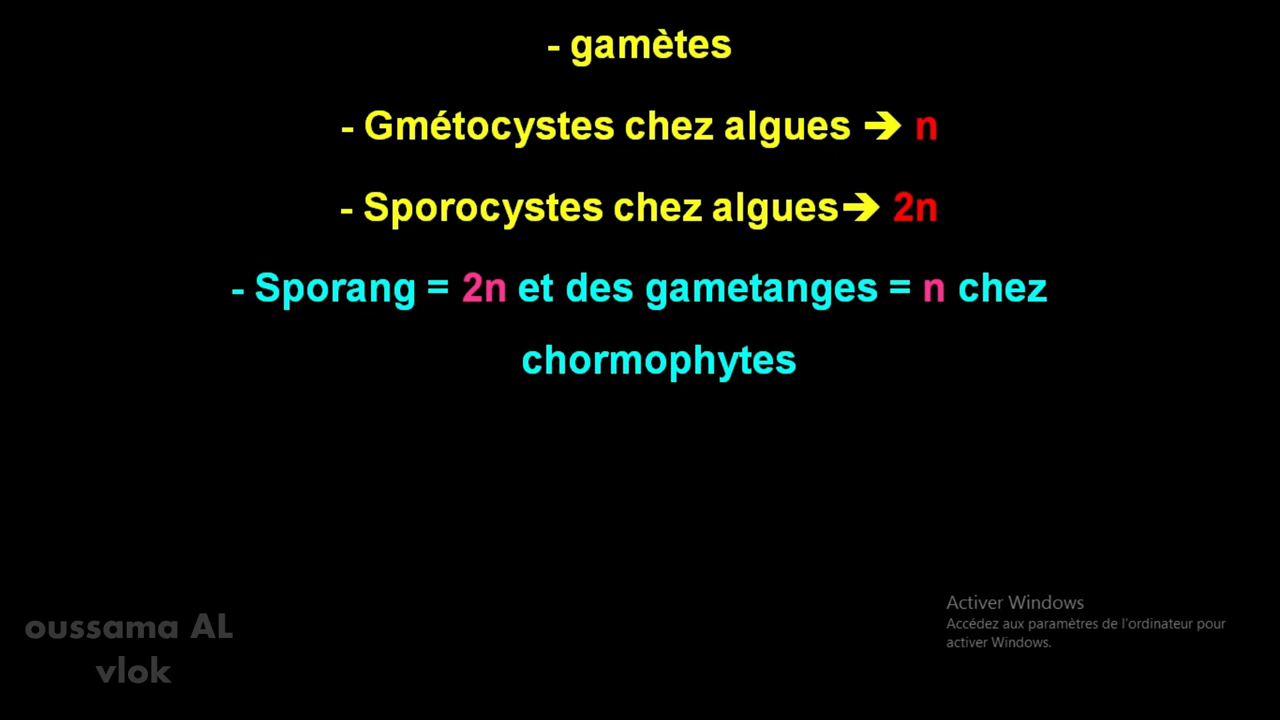 - gamètes
- Gmétocystes chez algues ➔ n
- Sporocystes chez algues➔ 2n
- Sporang = 2n et des gametanges = n chez
chormophytes
oussama AL
vlok
Activer Windows
Accédez aux paramètres de l'ordinateur pour
activer Windows.